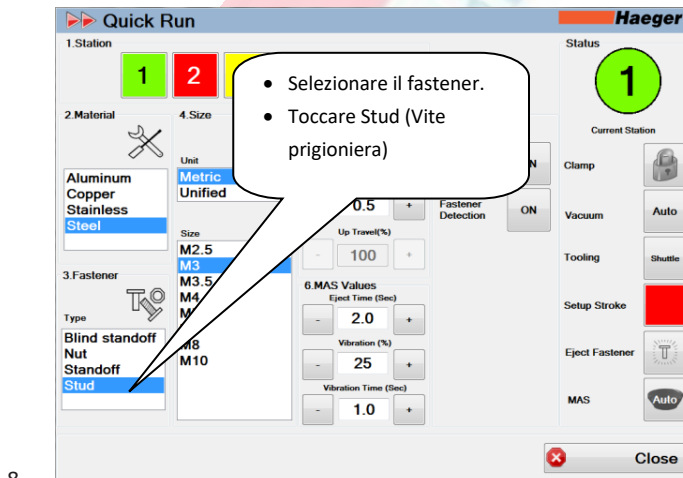 Quick Run
Haeger
1.Station
1
2
Status
1
Current Station
• Selezionare il fastener.
• Toccare Stud (Vite
prigioniera)
2.Material
Aluminum
Copper
Stainless
Steel
3.Fastener
Type
Blind standoff
Nut
Standoff
Stud
4.Size
Unit
Metric
Unified
Size
M2.5
M3
M3.5
M4
M8
M10
0.5 +
Up Travel(%)
- 100 +
6.MAS Values
Eject Time (Sec)
- 2.0 +
Vibration (%)
- 25 +
Vibration Time (Sec)
- 1.0 +
Fastener
Detection
ON
Clamp
Vacuum
Auto
Tooling
Shuttle
Setup Stroke
Eject Fastener
MAS
Auto
Close